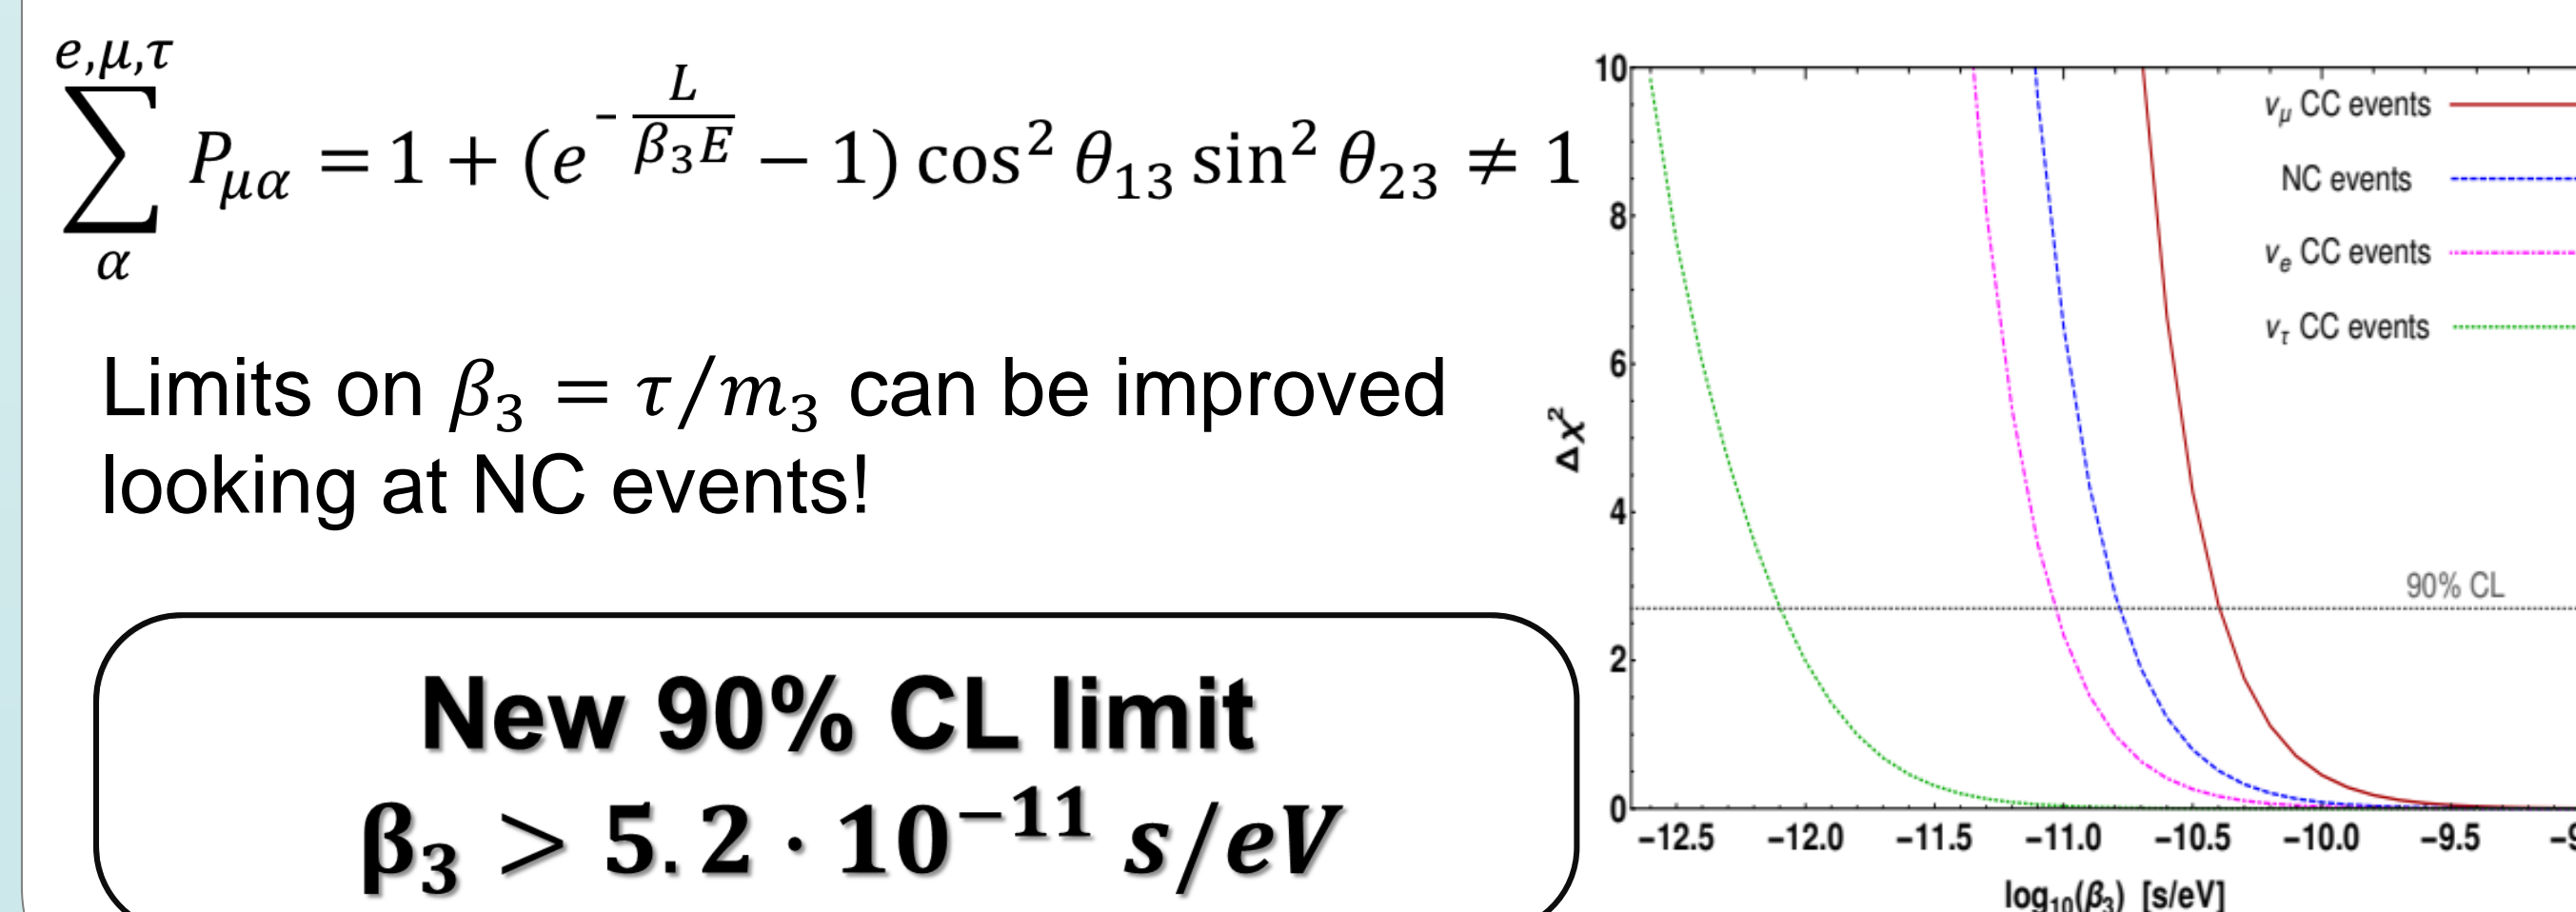 e,μ,τ
∑ P_μα = 1 + (e^(-L/(β₃E)) − 1) cos² θ₁₃ sin² θ₂₃ ≠ 1
α
Limits on β₃ = τ/m₃ can be improved
looking at NC events!
New 90% CL limit
β₃ > 5.2 · 10⁻¹¹ s/eV
10
8
6
4
2
0
Δχ²
ν_μ CC events
NC events
ν_e CC events
ν_τ CC events
90% CL
−12.5 −12.0 −11.5 −11.0 −10.5 −10.0 −9.5
log₁₀(β₃) [s/eV]